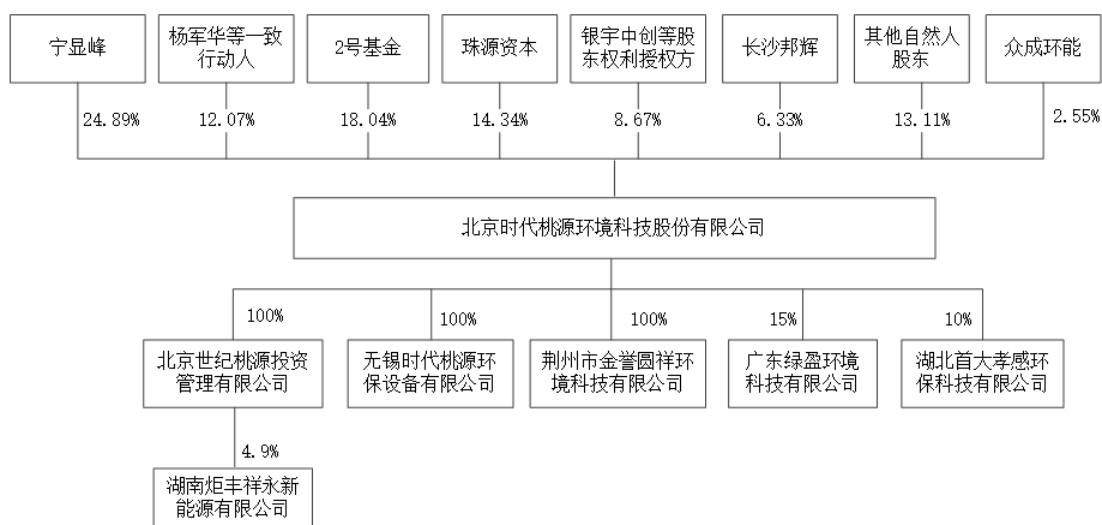 宁显峰
杨军华等一致
行动人
2号基金
珠源资本
银宇中创等股
东权利授权方
长沙邦辉
其他自然人
股东
众成环能
24.89%
12.07%
18.04%
14.34%
8.67%
6.33%
13.11%
2.55%
北京时代桃源环境科技股份有限公司
100%
100%
100%
15%
10%
北京世纪桃源投资
管理有限公司
无锡时代桃源环
保设备有限公司
荆州市金誉圆祥环
境科技有限公司
广东绿盈环境
科技有限公司
湖北首大孝感环
保科技有限公司
4.9%
湖南炬丰祥永新
能源有限公司